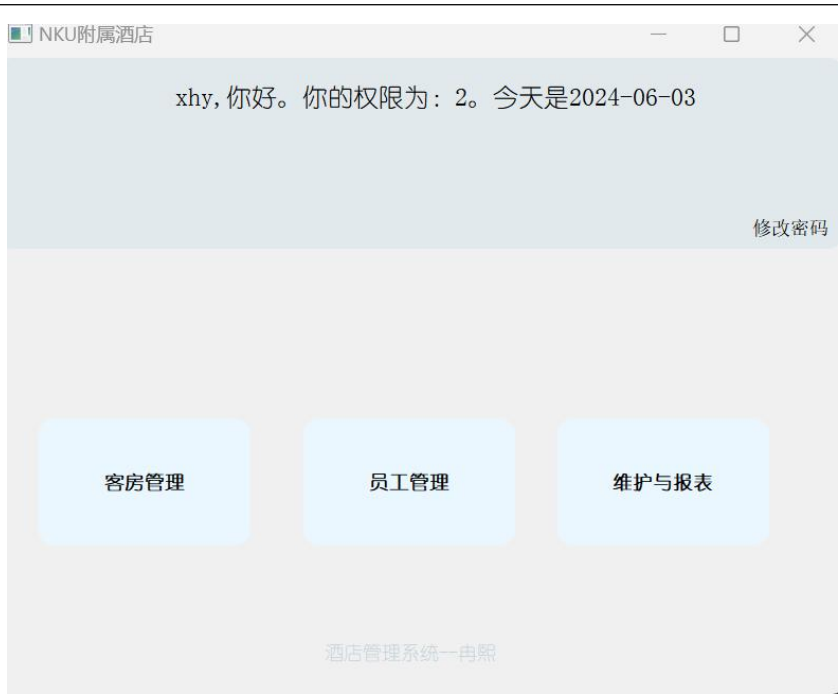 NKU附属酒店
xhy,你好。你的权限为：2。今天是2024-06-03
修改密码
客房管理 员工管理 维护与报表
酒店管理系统--冉熙